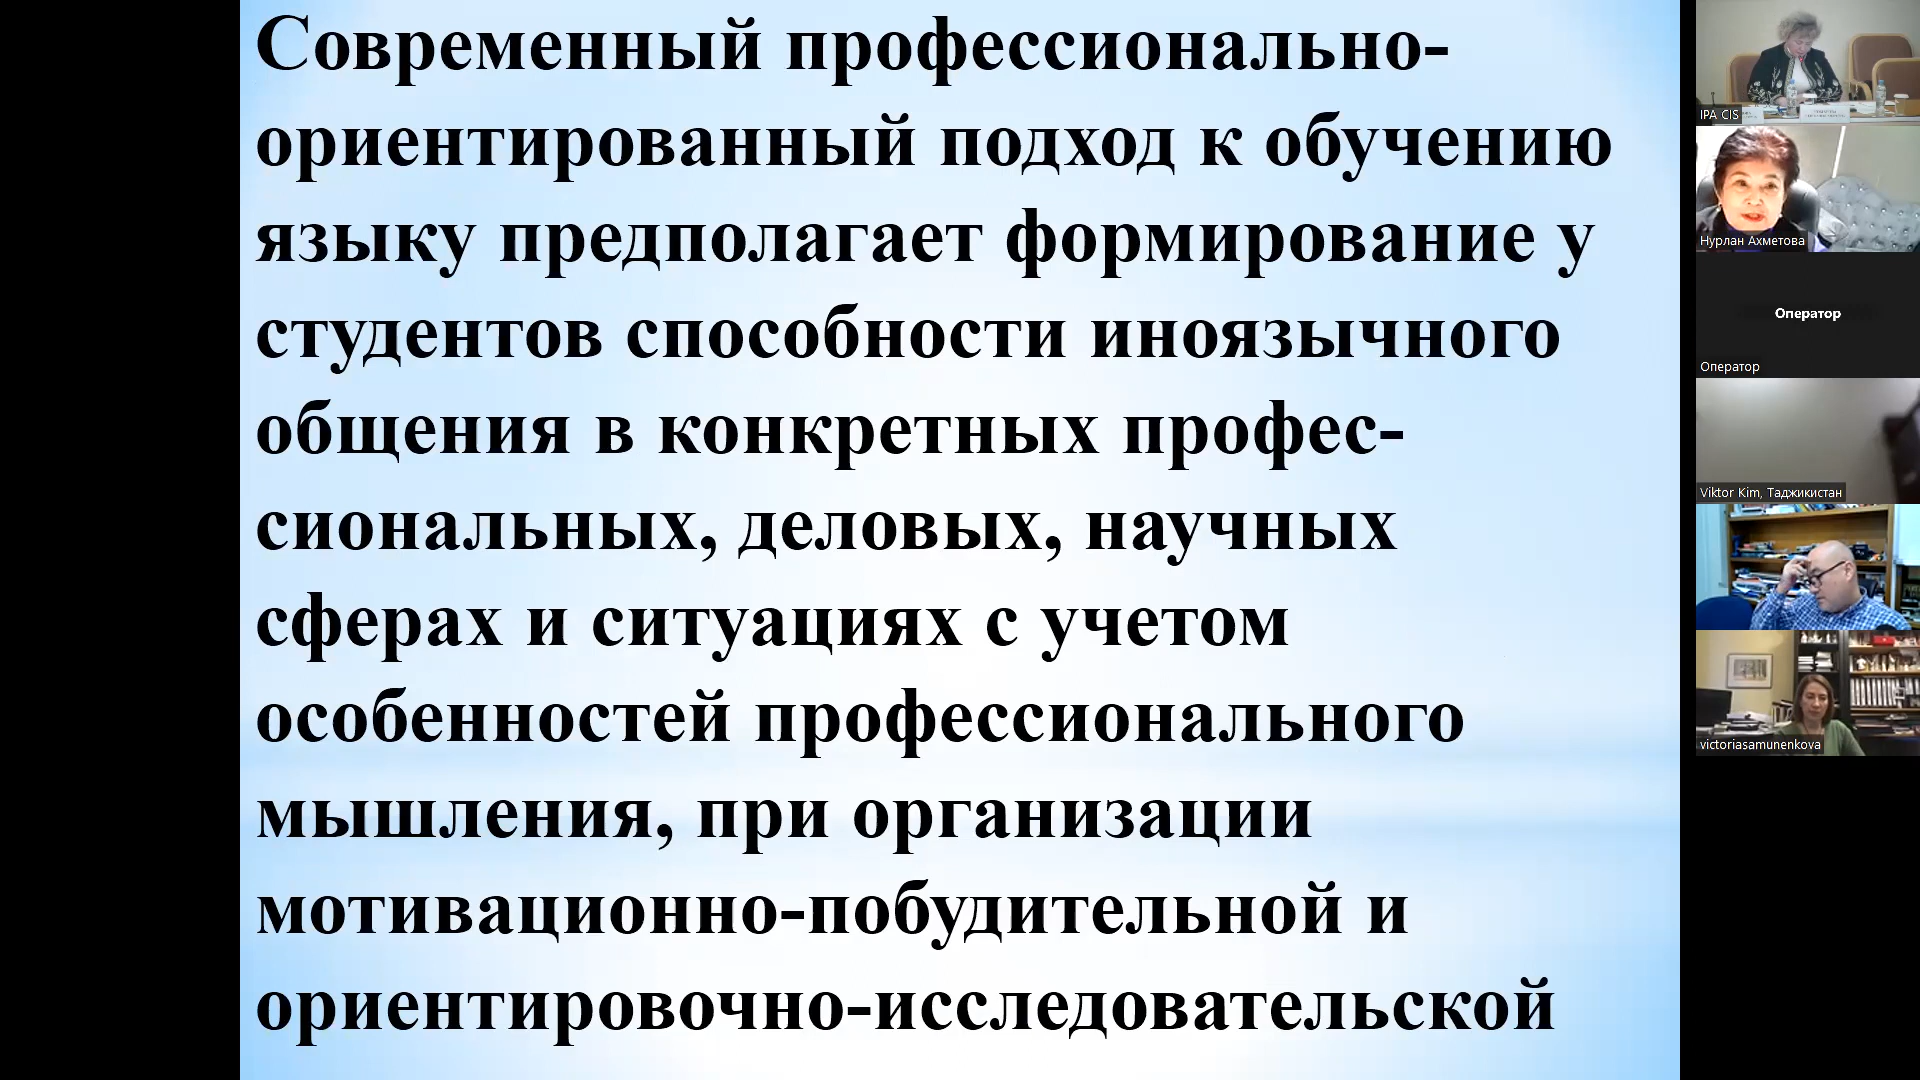 Современный профессионально-
ориентированный подход к обучению
языку предполагает формирование у
студентов способности иноязычного
общения в конкретных профес-
сиональных, деловых, научных
сферах и ситуациях с учетом
особенностей профессионального
мышления, при организации
мотивационно-побудительной и
ориентировочно-исследовательской
IPA CIS
Нурлан Ахметова
Оператор
Оператор
Viktor Kim, Таджикистан
victoriasamunenkova